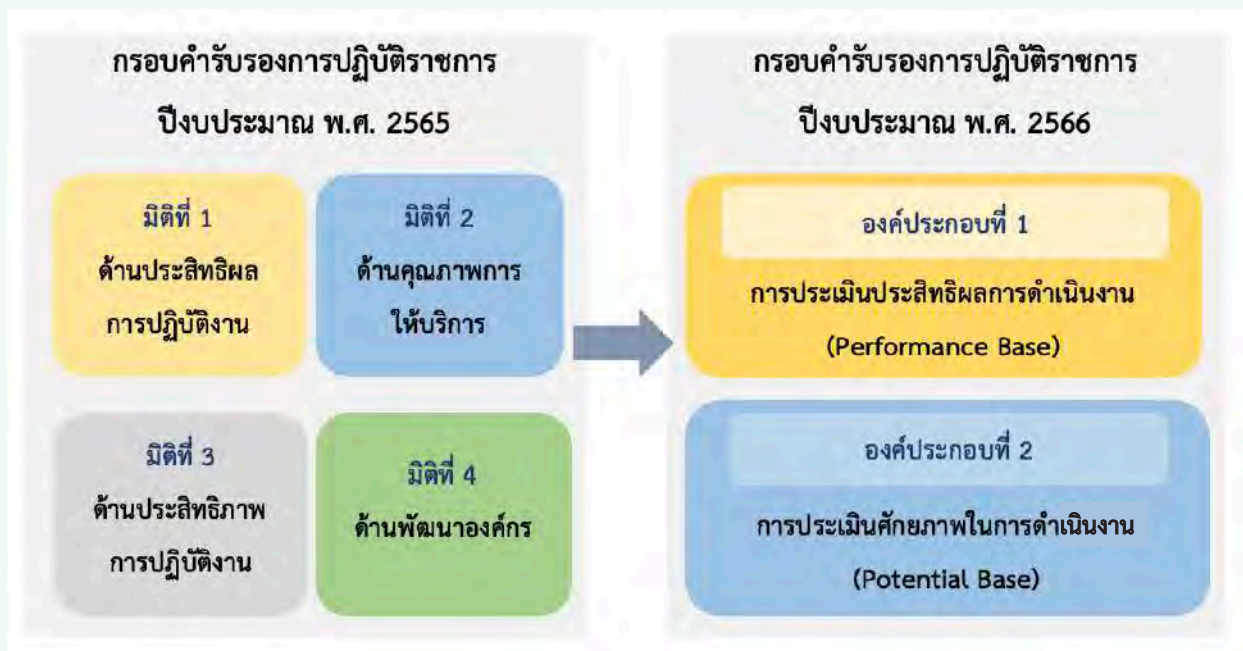 กรอบคำรับรองการปฏิบัติราชการ
ปีงบประมาณ พ.ศ. 2565
มิติที่ 1
ด้านประสิทธิผล
การปฏิบัติงาน
มิติที่ 2
ด้านคุณภาพการ
ให้บริการ
มิติที่ 3
ด้านประสิทธิภาพ
การปฏิบัติงาน
มิติที่ 4
ด้านพัฒนาองค์กร
กรอบคำรับรองการปฏิบัติราชการ
ปีงบประมาณ พ.ศ. 2566
องค์ประกอบที่ 1
การประเมินประสิทธิผลการดำเนินงาน
(Performance Base)
องค์ประกอบที่ 2
การประเมินศักยภาพในการดำเนินงาน
(Potential Base)